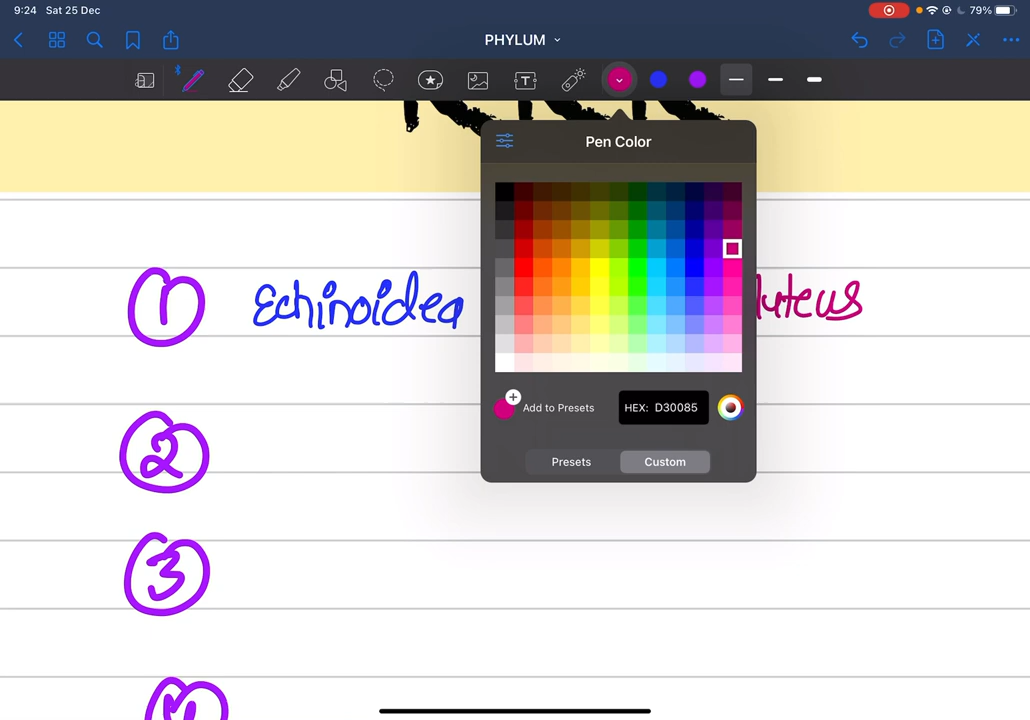 9:24 Sat 25 Dec 79%
PHYLUM
T
Pen Color
1 Echinoidea luteus
Add to Presets HEX: D30085
Presets Custom
2
3